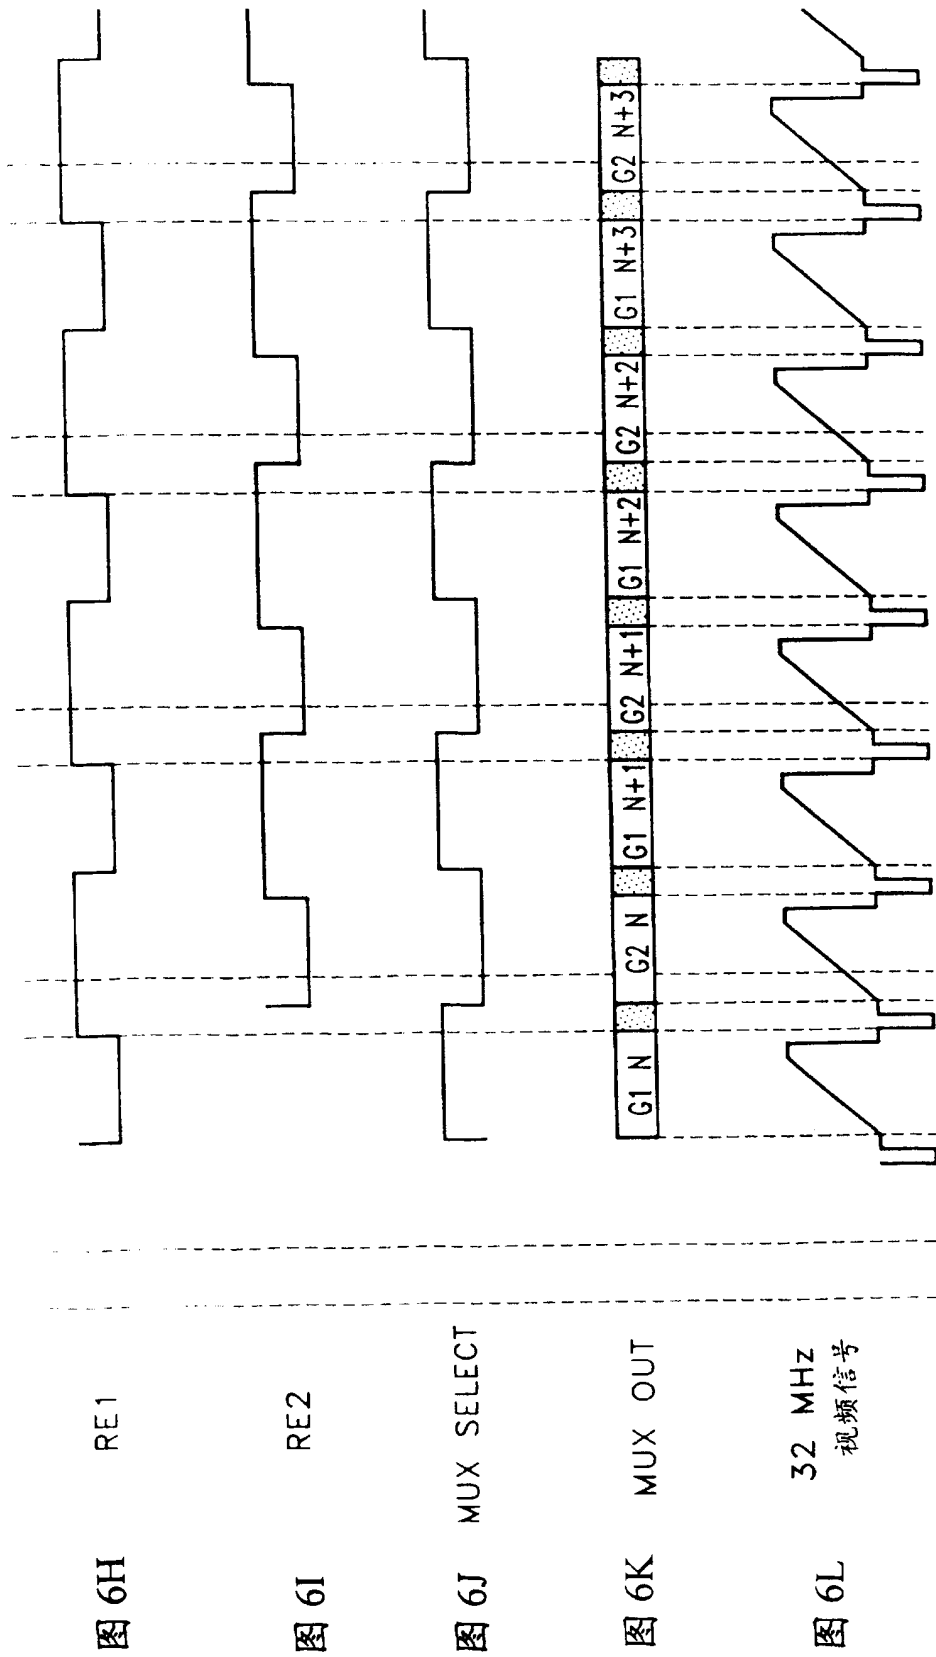 图 6H RE1
图 6I RE2
图 6J MUX SELECT
图 6K MUX OUT
G1 N G2 N G1 N+1 G2 N+1 G1 N+2 G2 N+2 G1 N+3 G2 N+3
图 6L 32 MHz
视频信号